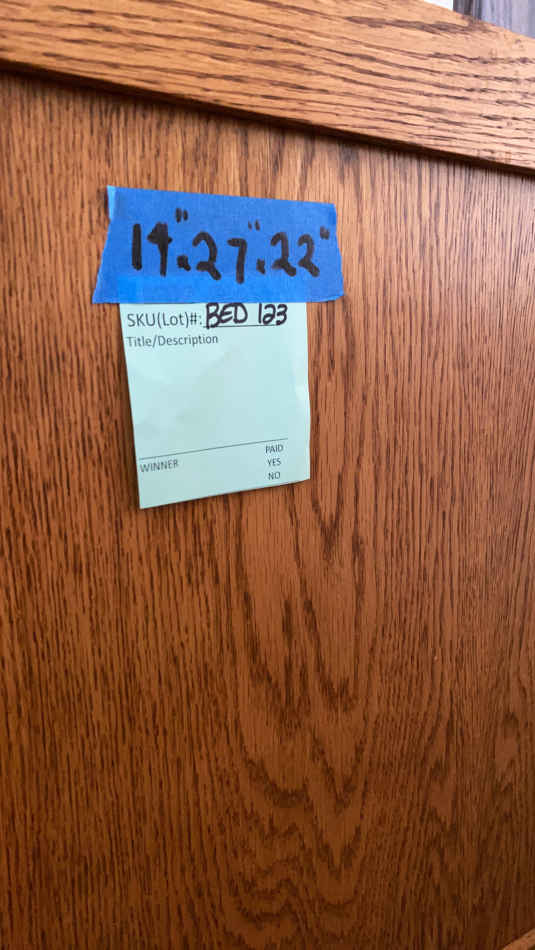 14".27".22"
SKU(Lot)#: BED 123
Title/Description
PAID
WINNER YES
NO